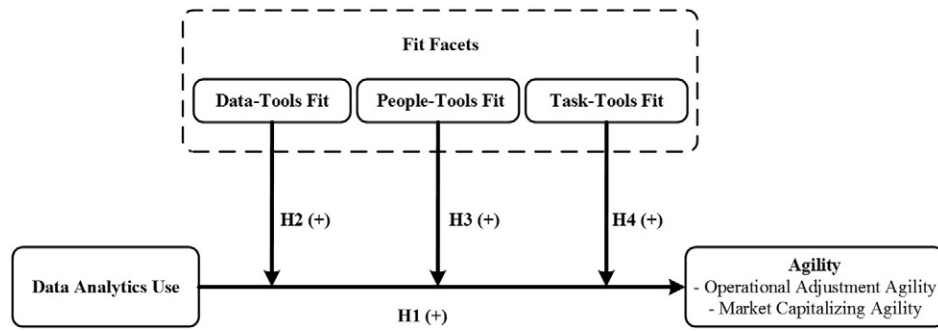 Fit Facets
Data-Tools Fit
People-Tools Fit
Task-Tools Fit
H2 (+)
H3 (+)
H4 (+)
Data Analytics Use
H1 (+)
Agility
- Operational Adjustment Agility
- Market Capitalizing Agility